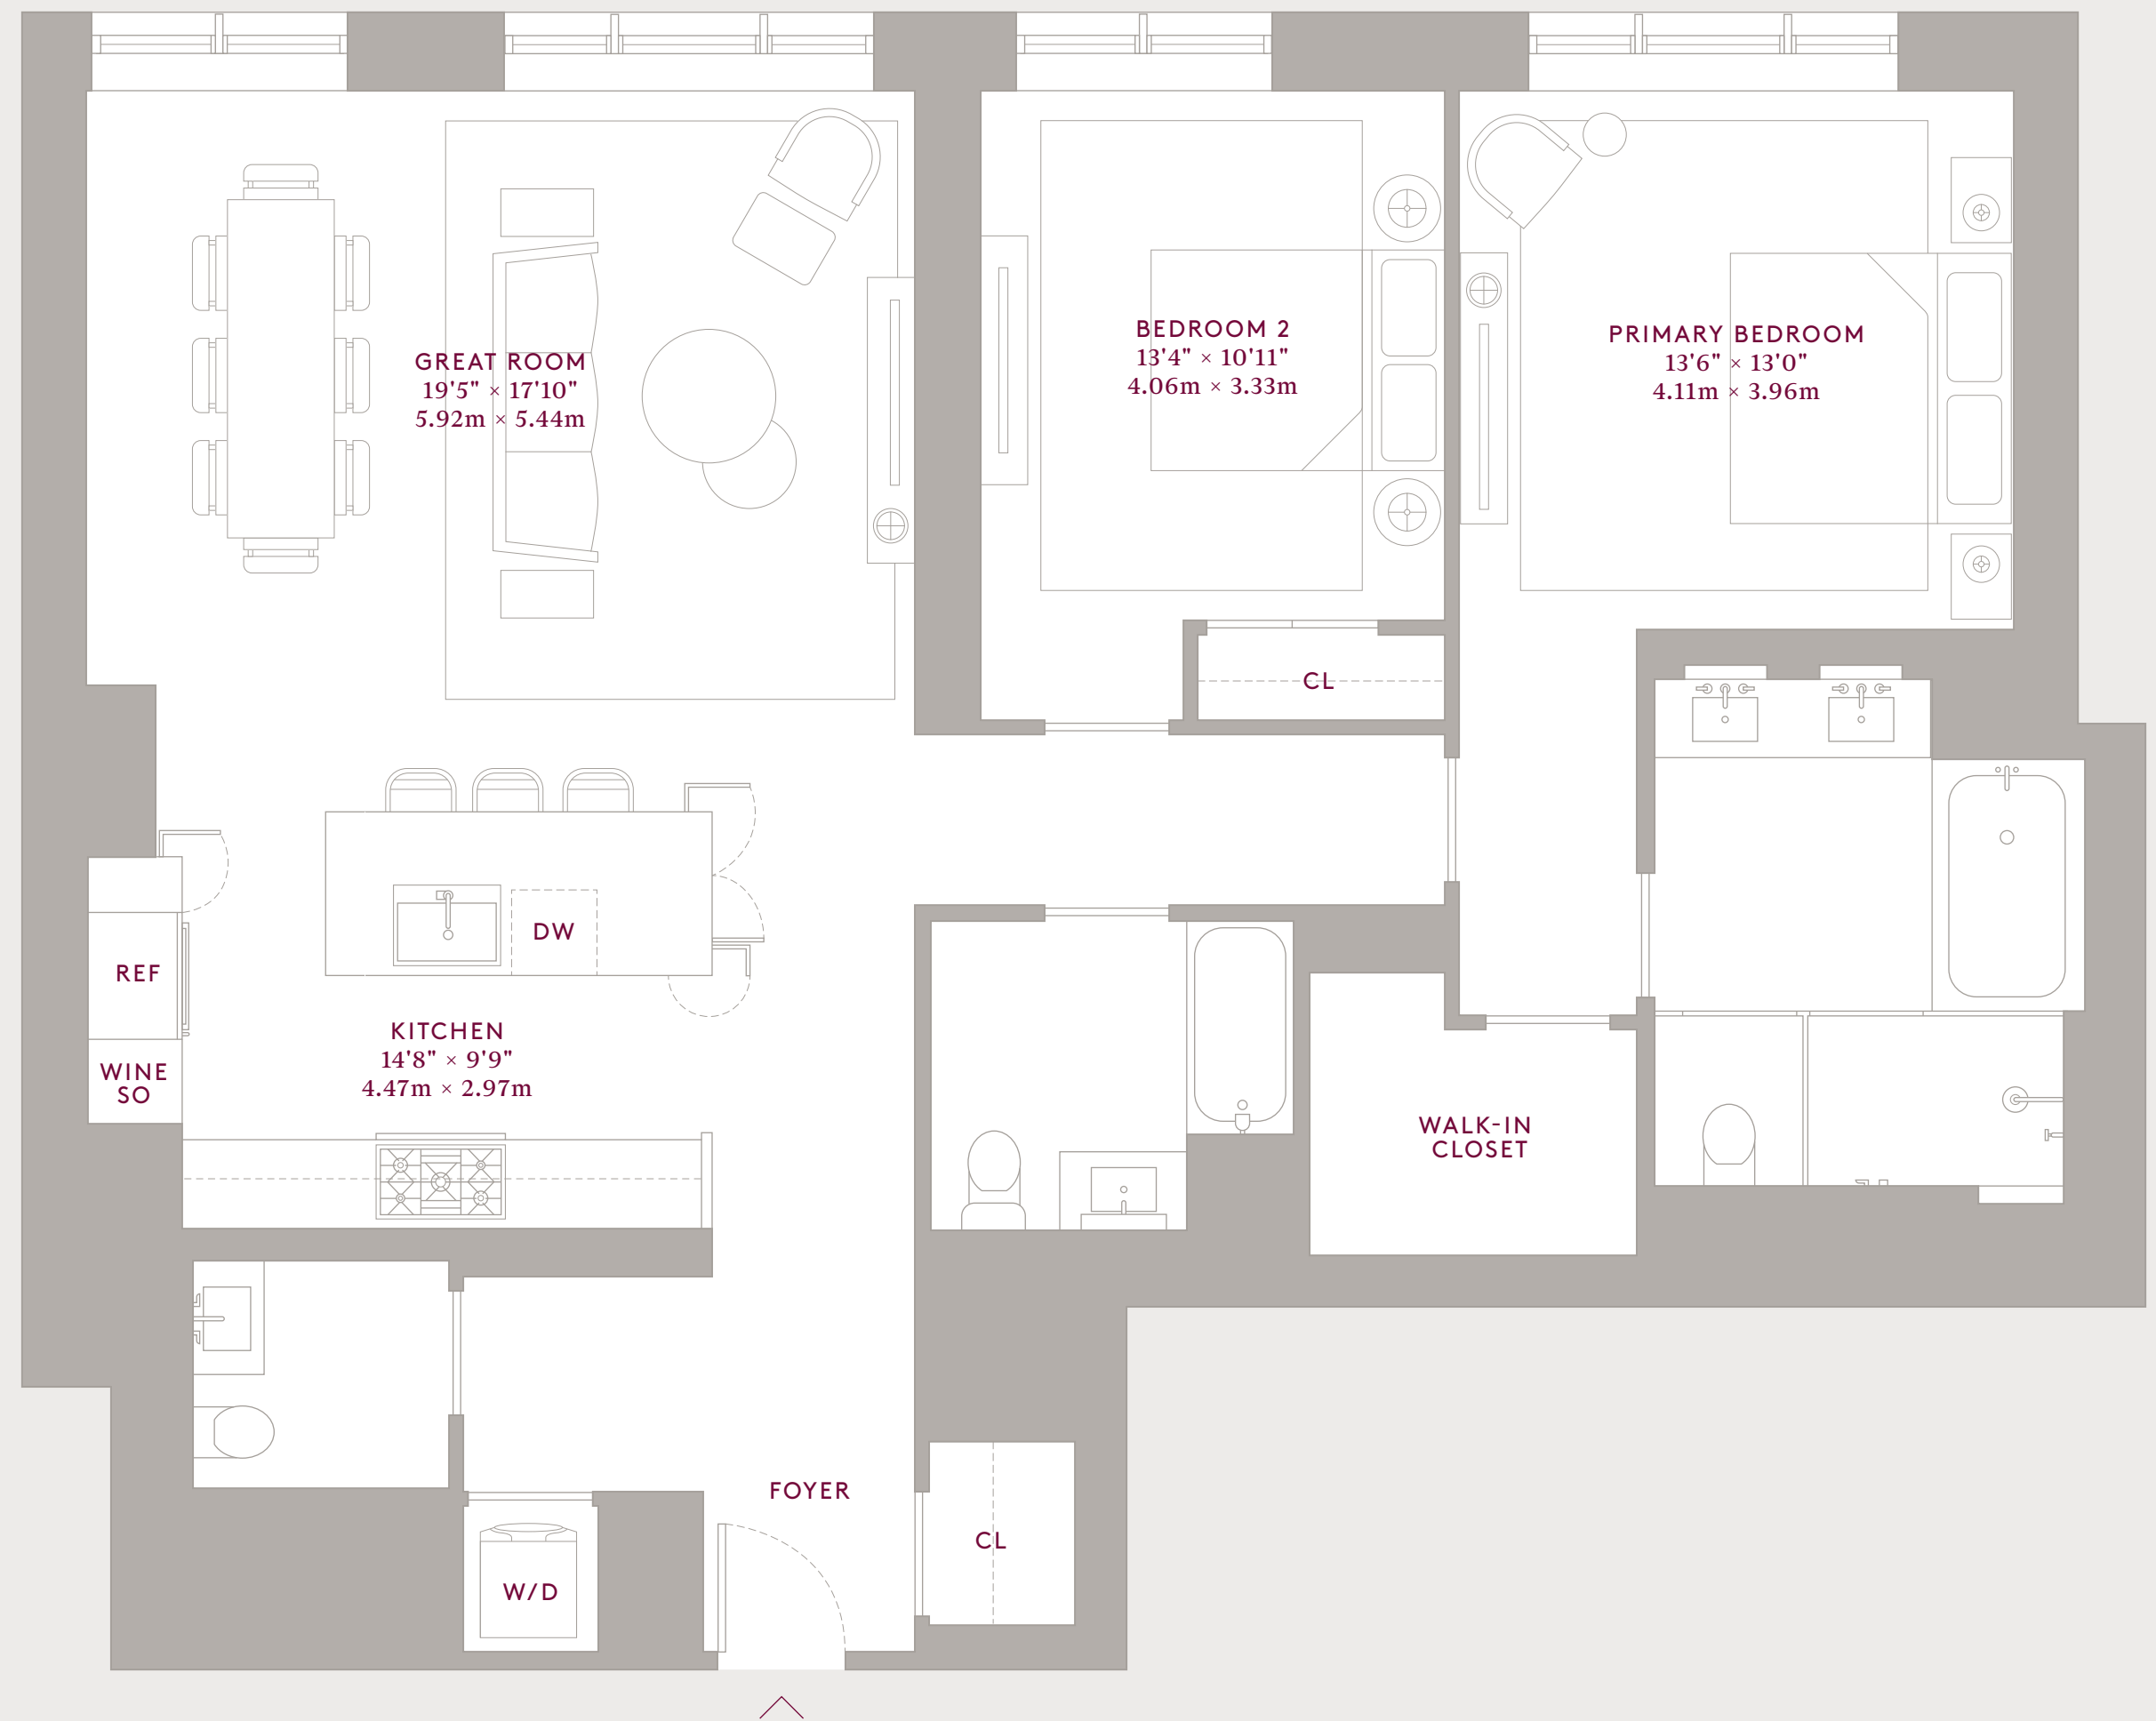 GREAT ROOM
19'5" × 17'10"
5.92m × 5.44m
BEDROOM 2
13'4" × 10'11"
4.06m × 3.33m
PRIMARY BEDROOM
13'6" × 13'0"
4.11m × 3.96m
CL
DW
REF
WINE
SO
KITCHEN
14'8" × 9'9"
4.47m × 2.97m
WALK-IN
CLOSET
FOYER
CL
W/D